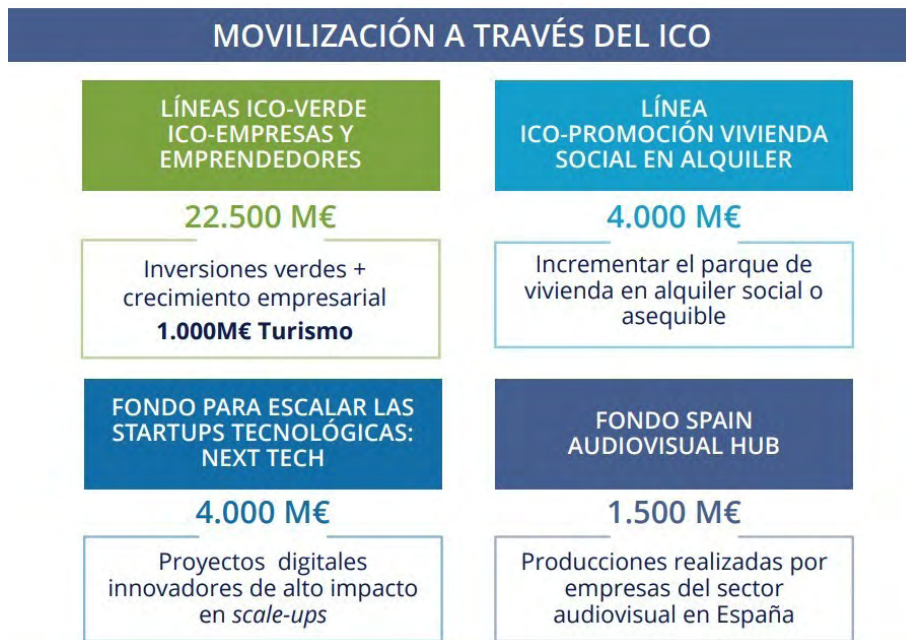 MOVILIZACIÓN A TRAVÉS DEL ICO
LÍNEAS ICO-VERDE
ICO-EMPRESAS Y
EMPRENDEDORES
22.500 M€
Inversiones verdes +
crecimiento empresarial
1.000M€ Turismo
LÍNEA
ICO-PROMOCIÓN VIVIENDA
SOCIAL EN ALQUILER
4.000 M€
Incrementar el parque de
vivienda en alquiler social o
asequible
FONDO PARA ESCALAR LAS
STARTUPS TECNOLÓGICAS:
NEXT TECH
4.000 M€
Proyectos digitales
innovadores de alto impacto
en scale-ups
FONDO SPAIN
AUDIOVISUAL HUB
1.500 M€
Producciones realizadas por
empresas del sector
audiovisual en España